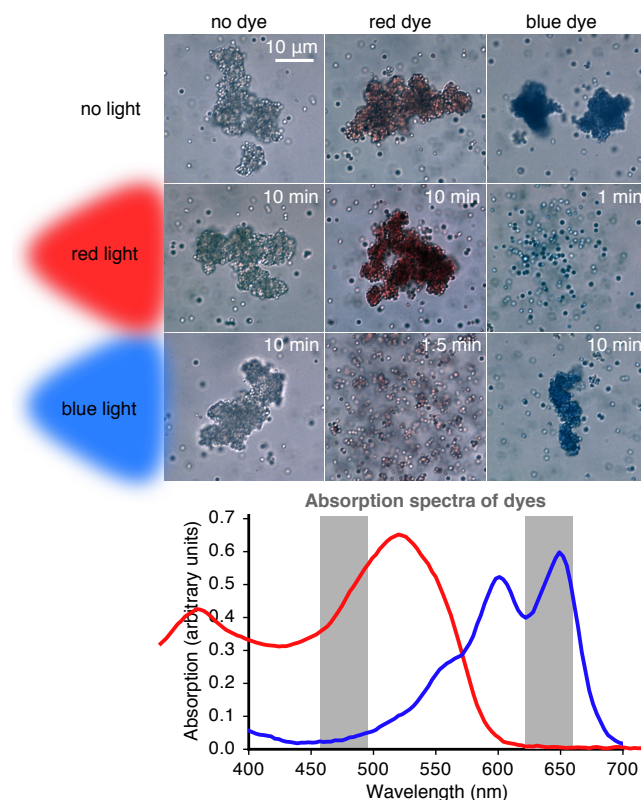 no dye red dye blue dye
10 µm
no light
10 min 10 min 1 min
red light
10 min 1.5 min 10 min
blue light
Absorption spectra of dyes
0.7
0.6
0.5
0.4
0.3
0.2
0.1
0.0
Absorption (arbitrary units)
400 450 500 550 600 650 700
Wavelength (nm)